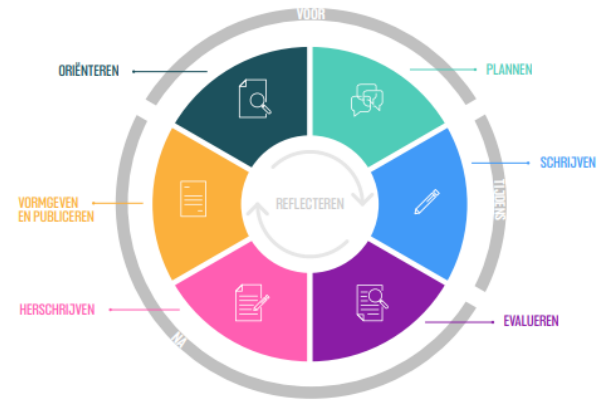 VOOR
ORIËNTEREN
PLANNEN
SCHRIJVEN
TIJDENS
REFLECTEREN
VORMGEVEN
EN PUBLICEREN
HERSCHRIJVEN
EVALUEREN
NA